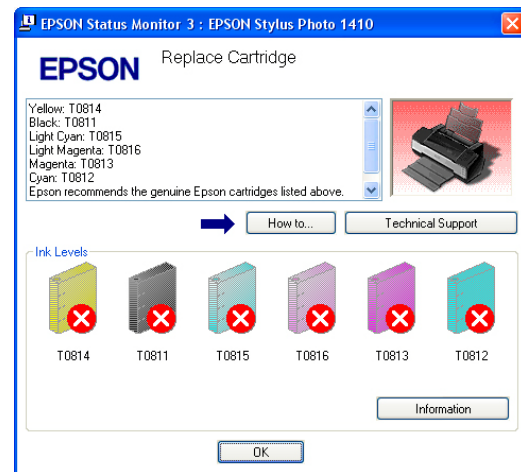 EPSON Status Monitor 3 : EPSON Stylus Photo 1410
EPSON
Replace Cartridge
Yellow: T0814
Black: T0811
Light Cyan: T0815
Light Magenta: T0816
Magenta: T0813
Cyan: T0812
Epson recommends the genuine Epson cartridges listed above.
How to... Technical Support
Ink Levels
T0814 T0811 T0815 T0816 T0813 T0812
Information
OK